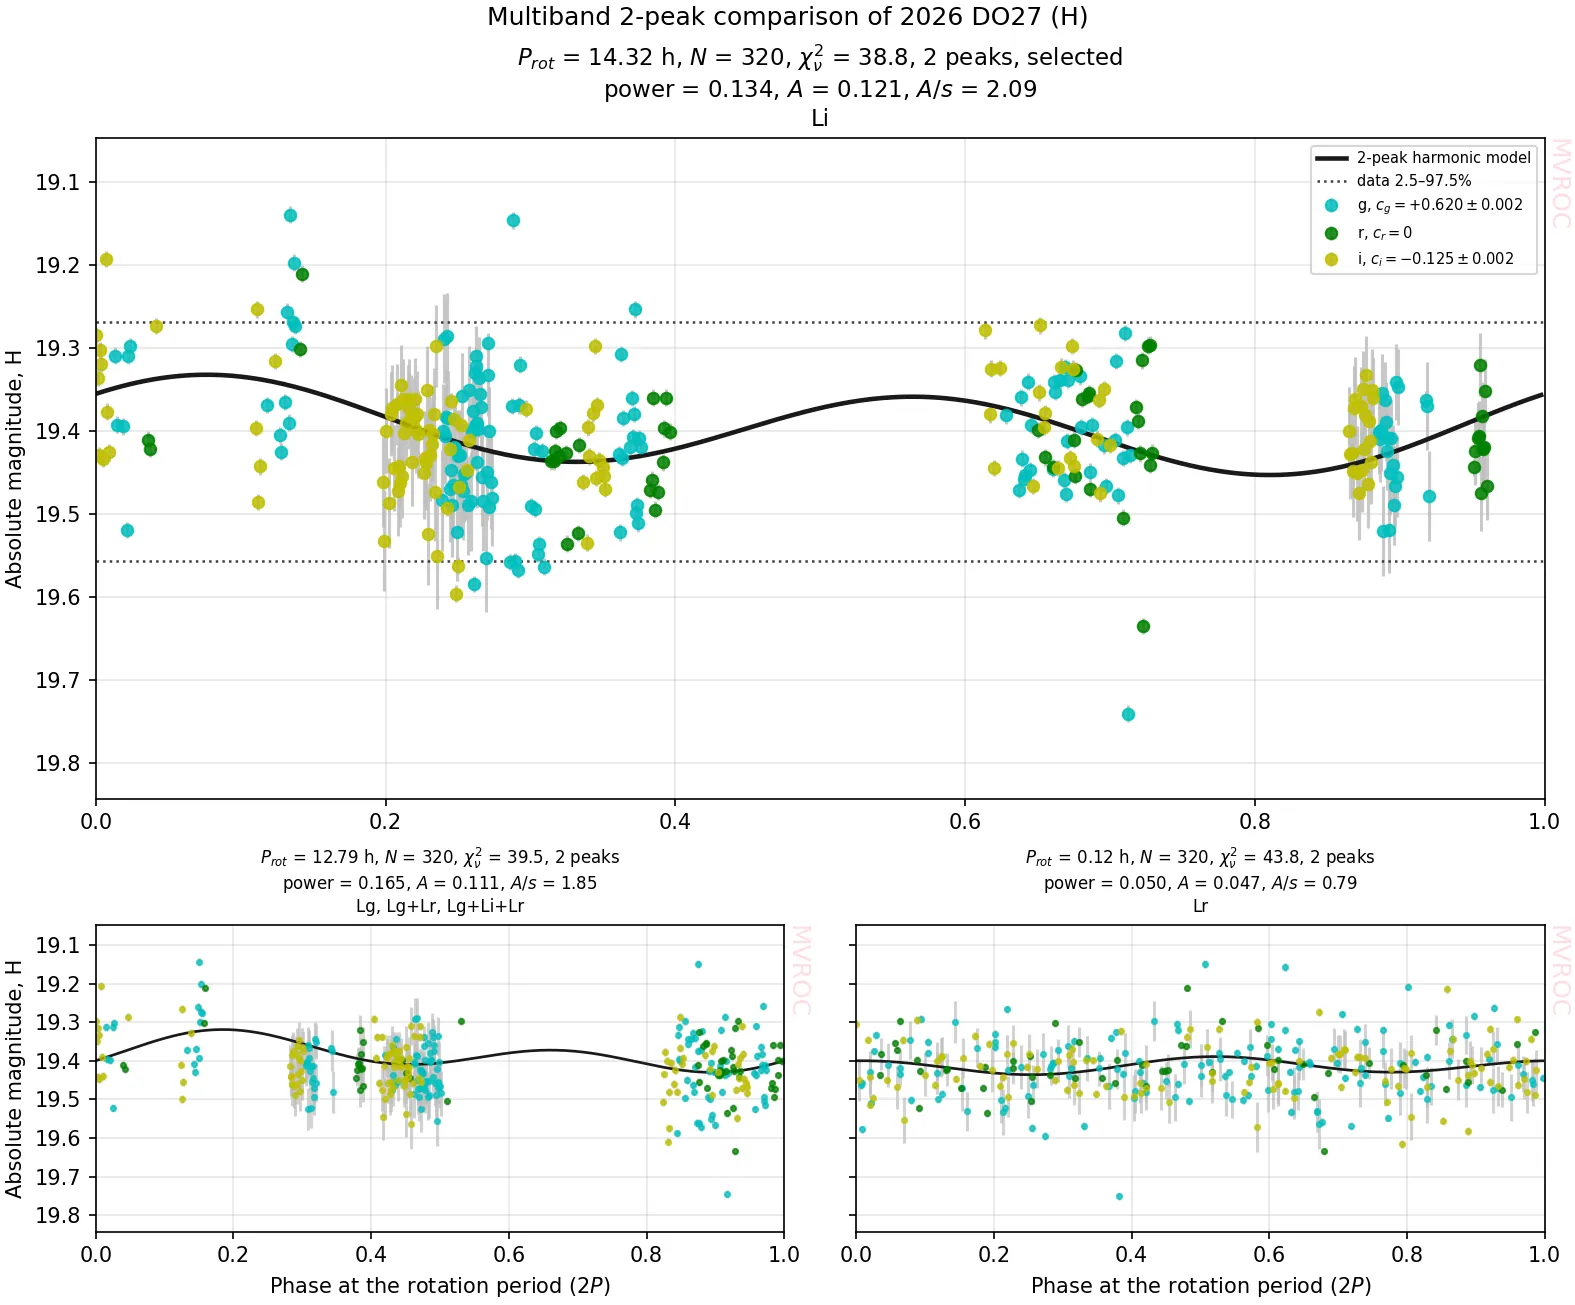 Multiband 2-peak comparison of 2026 DO27 (H)
P_rot = 14.32 h, N = 320, χ²_ν = 38.8, 2 peaks, selected
power = 0.134, A = 0.121, A/s = 2.09
Li
2-peak harmonic model
data 2.5–97.5%
g, c_g = +0.620 ± 0.002
r, c_r = 0
i, c_i = −0.125 ± 0.002
MVROC
Absolute magnitude, H
19.1
19.2
19.3
19.4
19.5
19.6
19.7
19.8
0.0 0.2 0.4 0.6 0.8 1.0
P_rot = 12.79 h, N = 320, χ²_ν = 39.5, 2 peaks
power = 0.165, A = 0.111, A/s = 1.85
Lg, Lg+Lr, Lg+Li+Lr
MVROC
Absolute magnitude, H
19.1
19.2
19.3
19.4
19.5
19.6
19.7
19.8
0.0 0.2 0.4 0.6 0.8 1.0
Phase at the rotation period (2P)
P_rot = 0.12 h, N = 320, χ²_ν = 43.8, 2 peaks
power = 0.050, A = 0.047, A/s = 0.79
Lr
MVROC
0.0 0.2 0.4 0.6 0.8 1.0
Phase at the rotation period (2P)